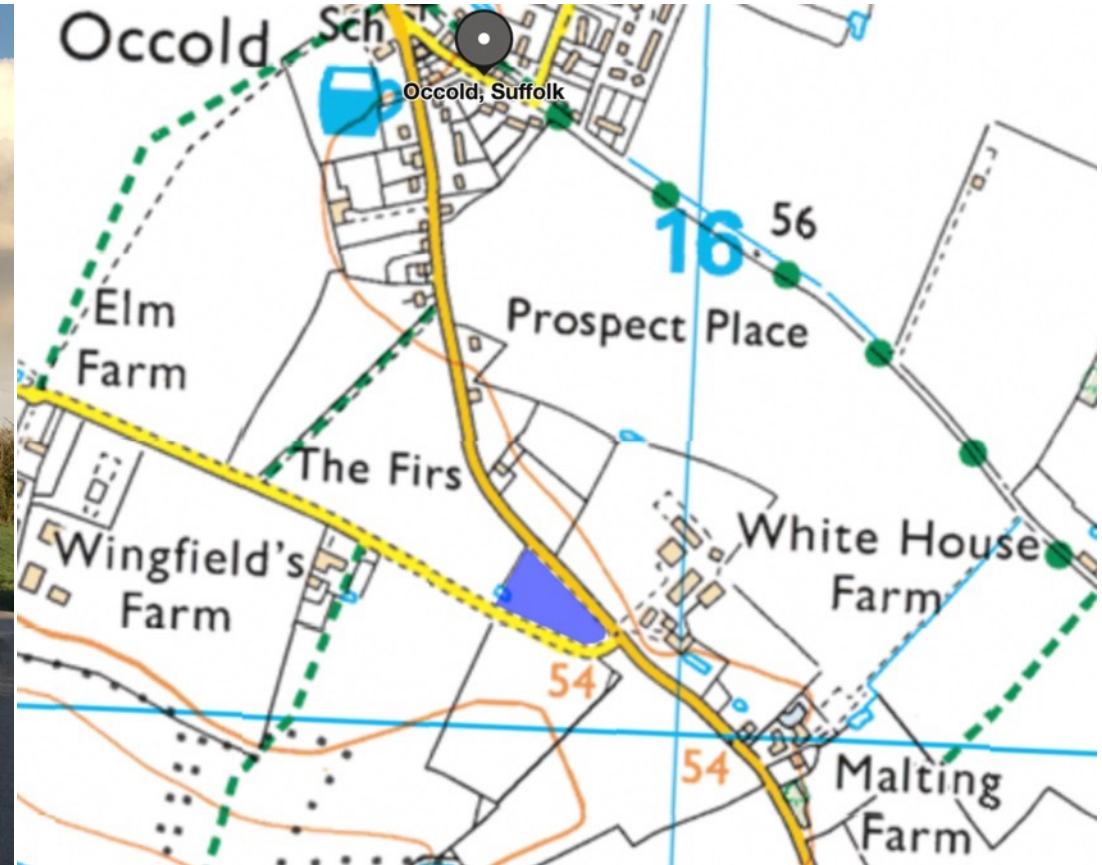 Occold
Sch
Occold, Suffolk
16
56
Elm
Farm
Prospect Place
The Firs
White House
Farm
Wingfield's
Farm
54
54
Malting
Farm